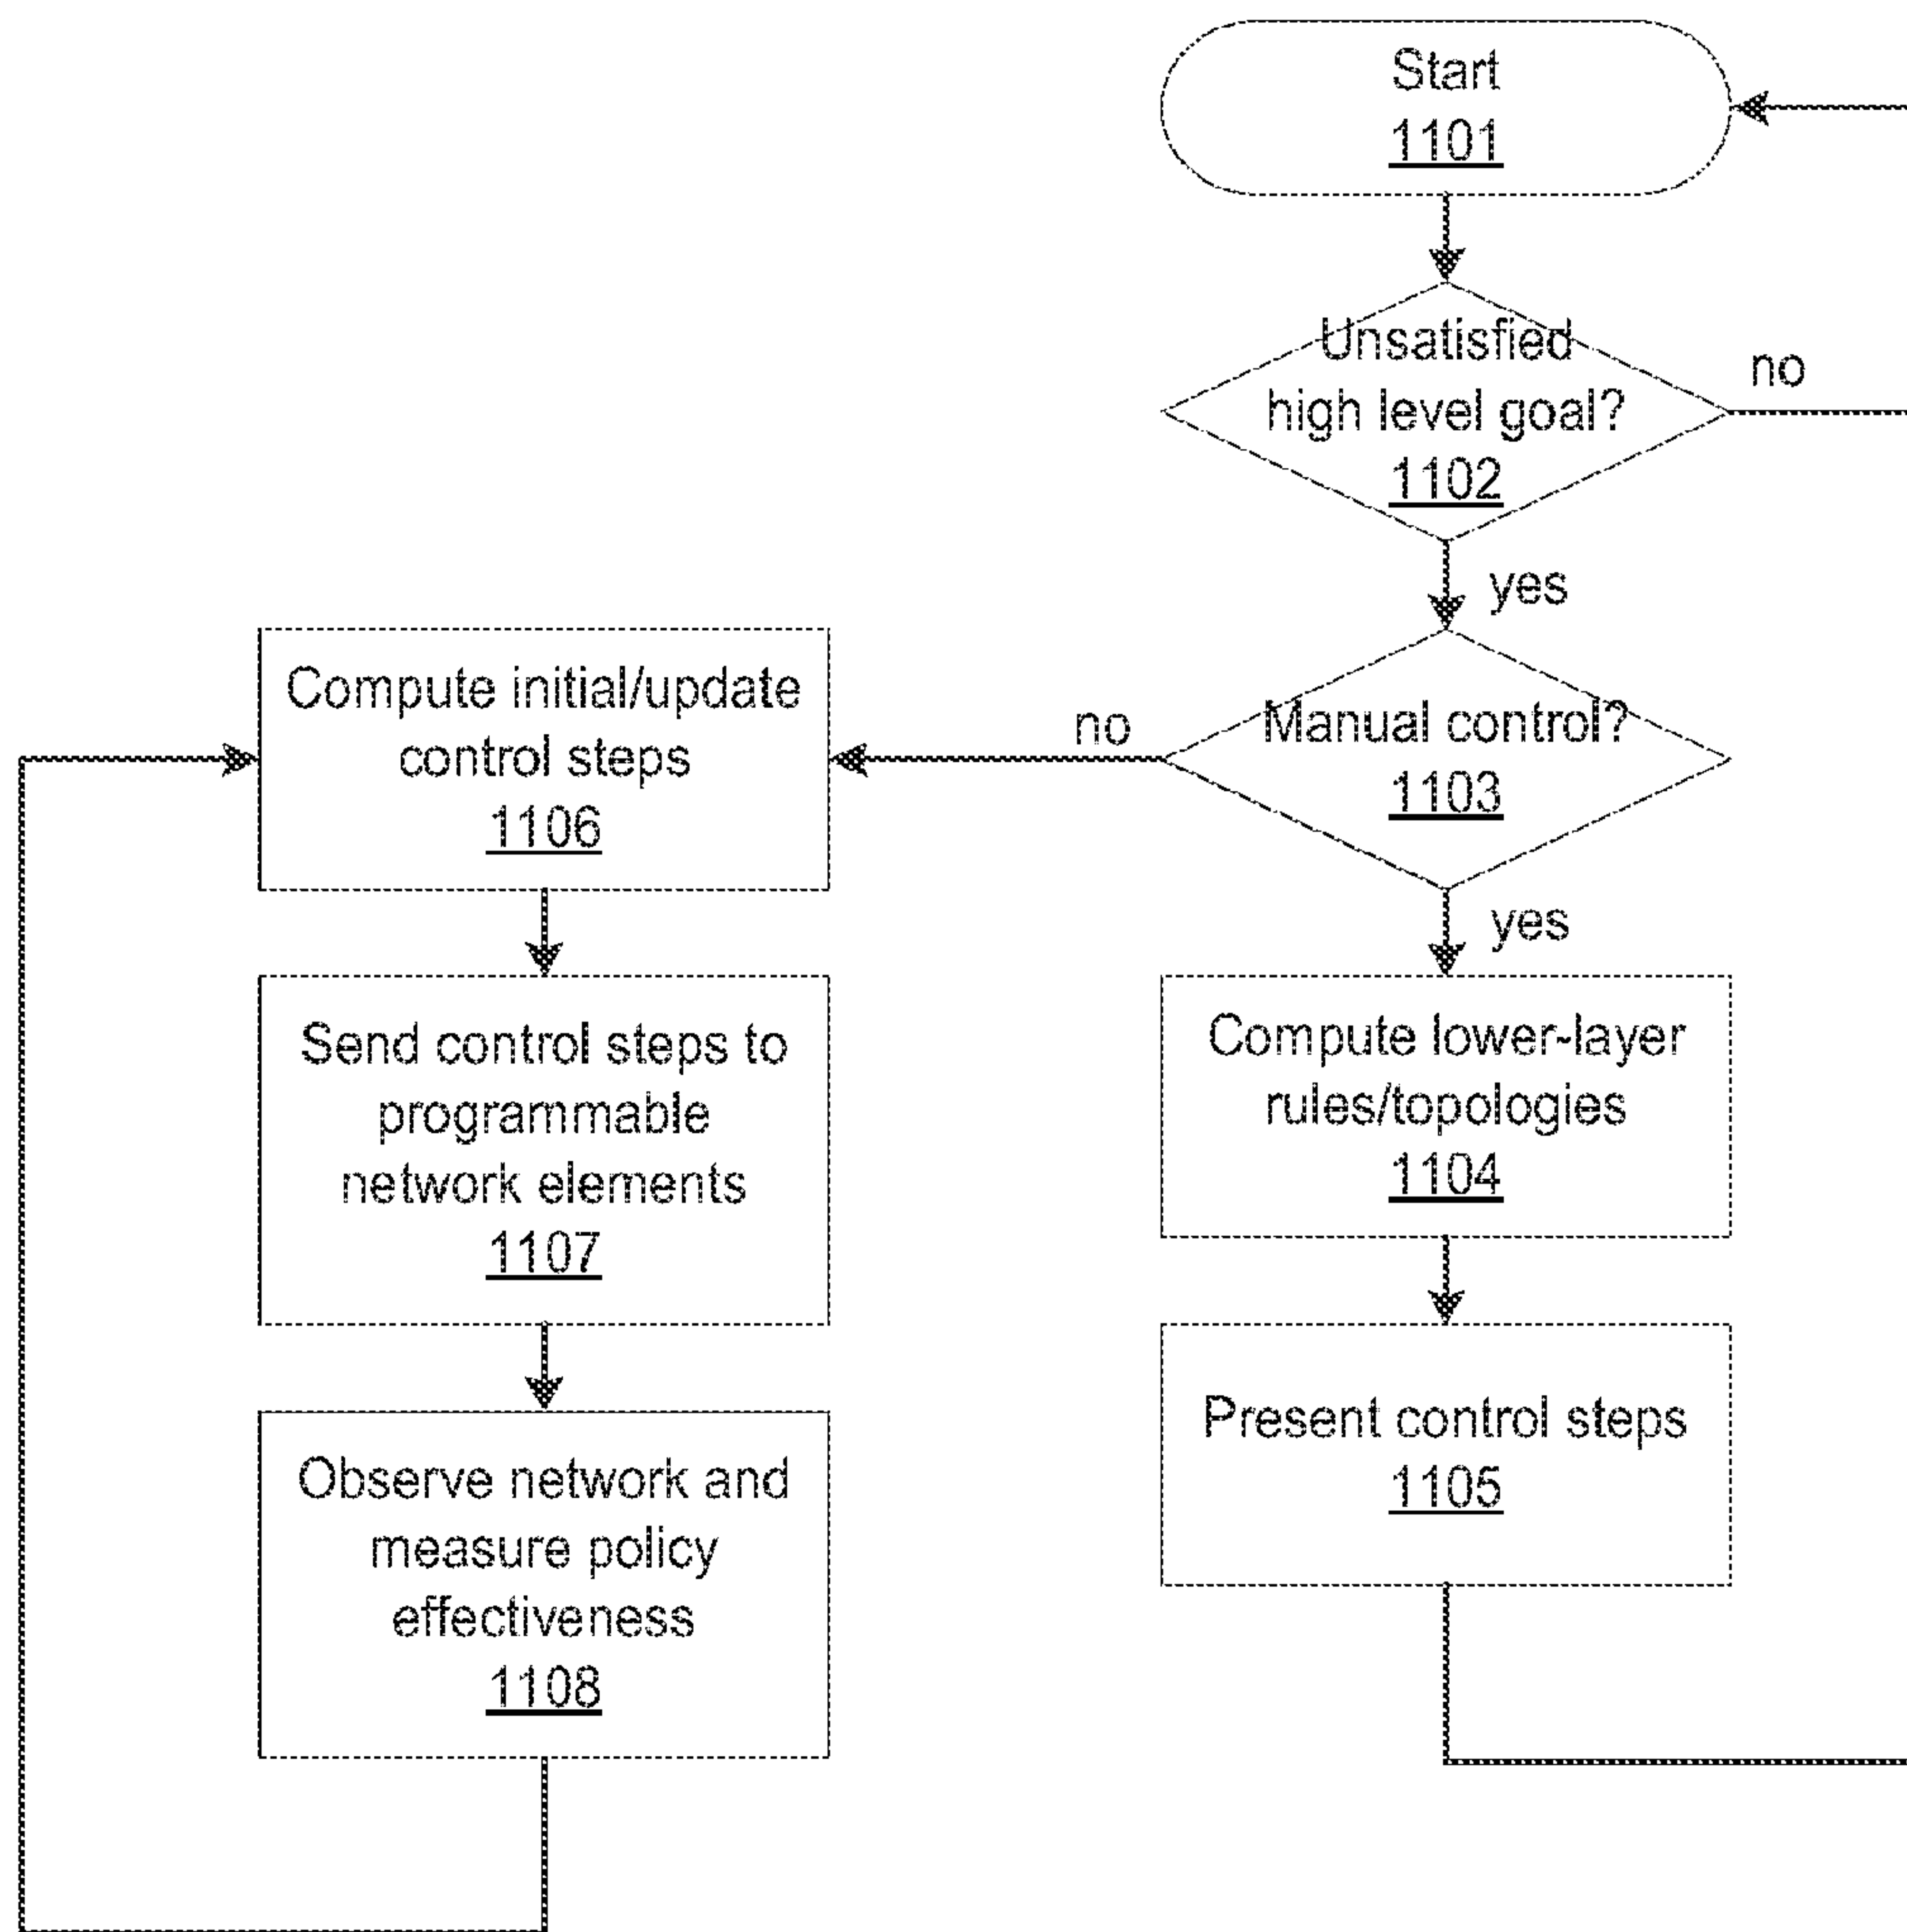 Start
1101
Unsatisfied
high level goal?
1102
no
yes
Manual control?
1103
no
yes
Compute lower-layer
rules/topologies
1104
Present control steps
1105
Compute initial/update
control steps
1106
Send control steps to
programmable
network elements
1107
Observe network and
measure policy
effectiveness
1108